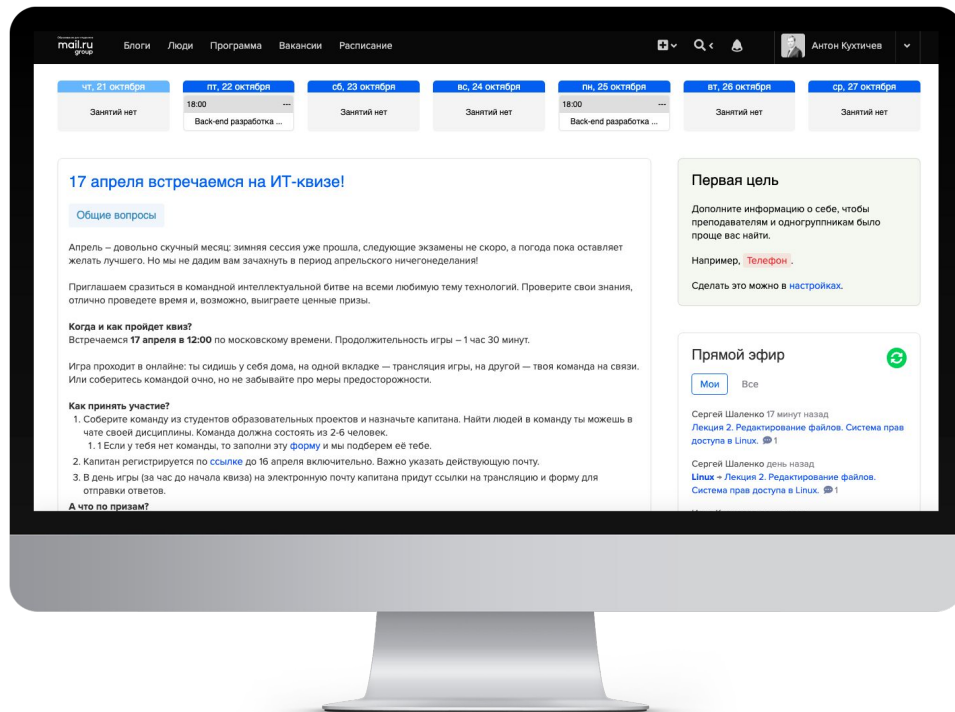 mail.ru
group
Блоги
Люди
Программа
Вакансии
Расписание
Антон Кухтичев
чт, 21 октября
Занятий нет
пт, 22 октября
18:00 ---
Back-end разработка ...
сб, 23 октября
Занятий нет
вс, 24 октября
Занятий нет
пн, 25 октября
18:00 ---
Back-end разработка ...
вт, 26 октября
Занятий нет
ср, 27 октября
Занятий нет
17 апреля встречаемся на ИТ-квизе!
Общие вопросы
Апрель – довольно скучный месяц: зимняя сессия уже прошла, следующие экзамены не скоро, а погода пока оставляет
желать лучшего. Но мы не дадим вам зачахнуть в период апрельского ничегонеделания!
Приглашаем сразиться в командной интеллектуальной битве на всеми любимую тему технологий. Проверите свои знания,
отлично проведете время и, возможно, выиграете ценные призы.
Когда и как пройдет квиз?
Встречаемся 17 апреля в 12:00 по московскому времени. Продолжительность игры – 1 час 30 минут.
Игра проходит в онлайне: ты сидишь у себя дома, на одной вкладке — трансляция игры, на другой — твоя команда на связи.
Или соберитесь командой очно, но не забывайте про меры предосторожности.
Как принять участие?
1. Соберите команду из студентов образовательных проектов и назначьте капитана. Найти людей в команду ты можешь в
чате своей дисциплины. Команда должна состоять из 2-6 человек.
1. 1 Если у тебя нет команды, то заполни эту форму и мы подберем её тебе.
2. Капитан регистрируется по ссылке до 16 апреля включительно. Важно указать действующую почту.
3. В день игры (за час до начала квиза) на электронную почту капитана придут ссылки на трансляцию и форму для
отправки ответов.
А что по призам?
Первая цель
Дополните информацию о себе, чтобы
преподавателям и одногруппникам было
проще вас найти.
Например, Телефон .
Сделать это можно в настройках.
Прямой эфир
Мои
Все
Сергей Шаленко 17 минут назад
Лекция 2. Редактирование файлов. Система прав
доступа в Linux. 1
Сергей Шаленко день назад
Linux → Лекция 2. Редактирование файлов.
Система прав доступа в Linux. 1